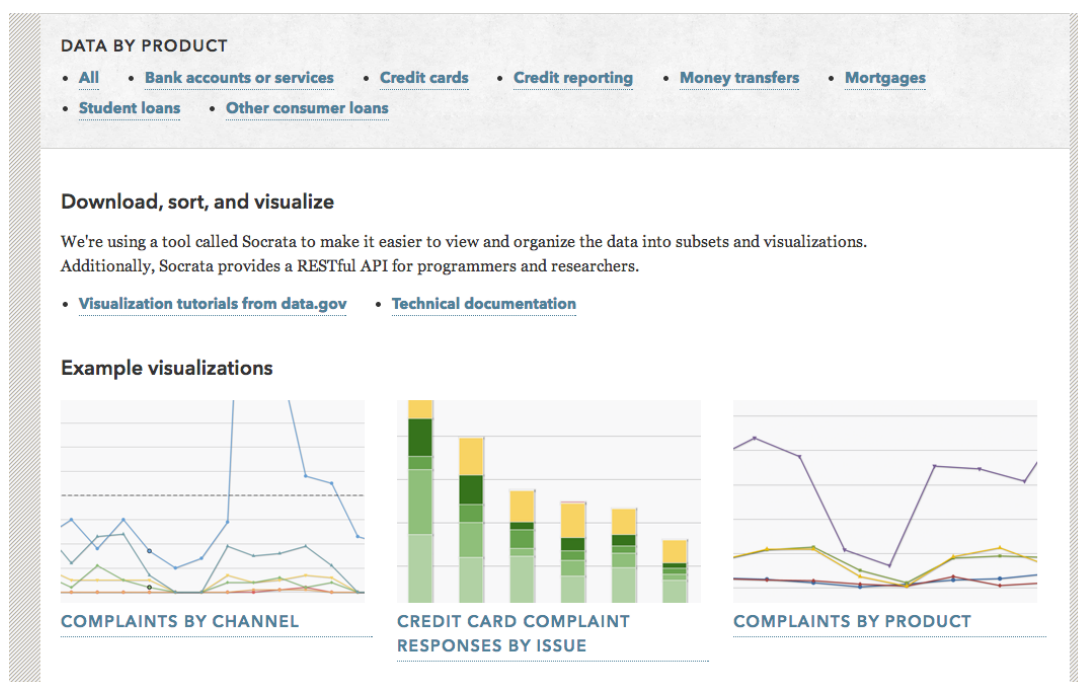 DATA BY PRODUCT
• All • Bank accounts or services • Credit cards • Credit reporting • Money transfers • Mortgages
• Student loans • Other consumer loans
Download, sort, and visualize
We're using a tool called Socrata to make it easier to view and organize the data into subsets and visualizations.
Additionally, Socrata provides a RESTful API for programmers and researchers.
• Visualization tutorials from data.gov • Technical documentation
Example visualizations
COMPLAINTS BY CHANNEL
CREDIT CARD COMPLAINT
RESPONSES BY ISSUE
COMPLAINTS BY PRODUCT